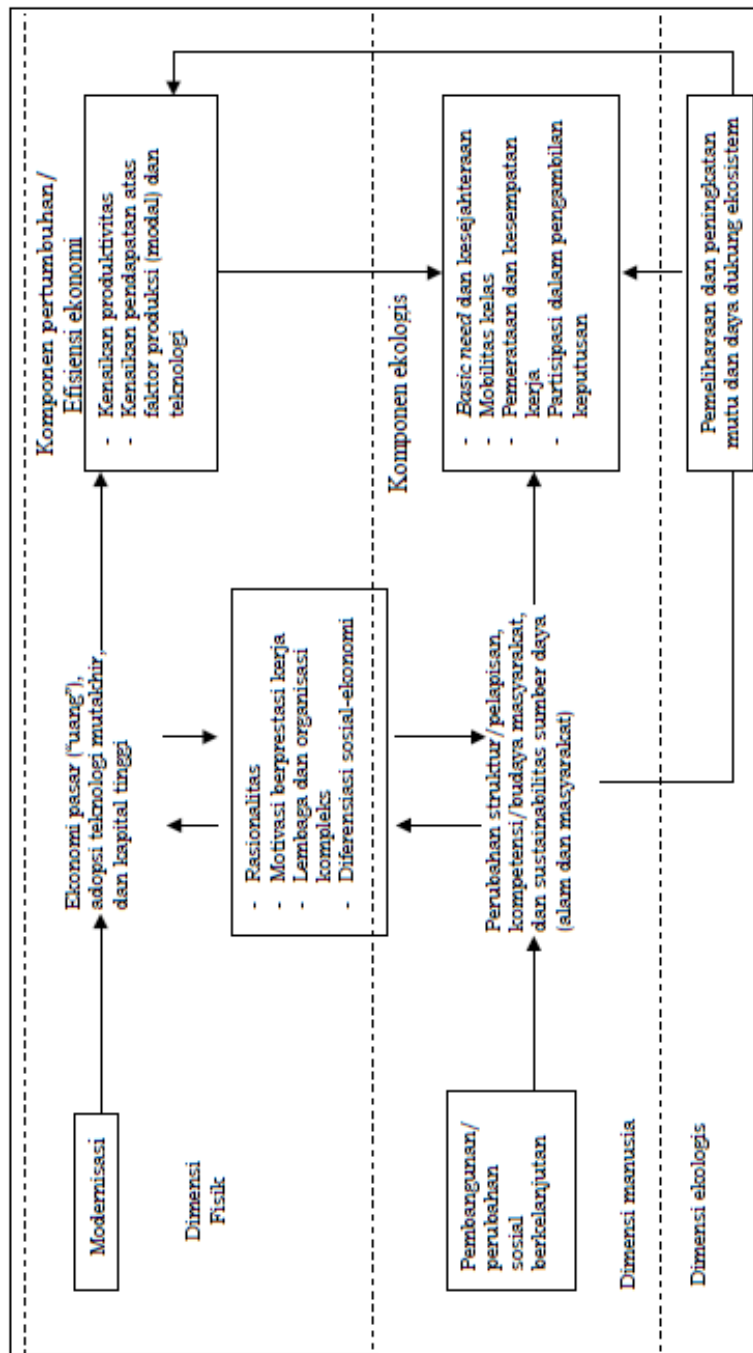 Komponen pertumbuhan/
Efisiensi ekonomi
Modernisasi
Ekonomi pasar ("uang"),
adopsi teknologi mutakhir,
dan kapital tinggi
- Kenaikan produktivitas
- Kenaikan pendapatan atas
faktor produksi (modal) dan
teknologi
Dimensi
Fisik
- Rasionalitas
- Motivasi berprestasi kerja
- Lembaga dan organisasi
kompleks
- Diferensiasi sosial-ekonomi
Komponen ekologis
Pembangunan/
perubahan
sosial
berkelanjutan
Perubahan struktur/pelapisan,
kompetensi/budaya masyarakat,
dan sustainabilitas sumber daya
(alam dan masyarakat)
- Basic need dan kesejahteraan
- Mobilitas kelas
- Pemerataan dan kesempatan
kerja
- Partisipasi dalam pengambilan
keputusan
Dimensi manusia
Dimensi ekologis
Pemeliharaan dan peningkatan
mutu dan daya dukung ekosistem